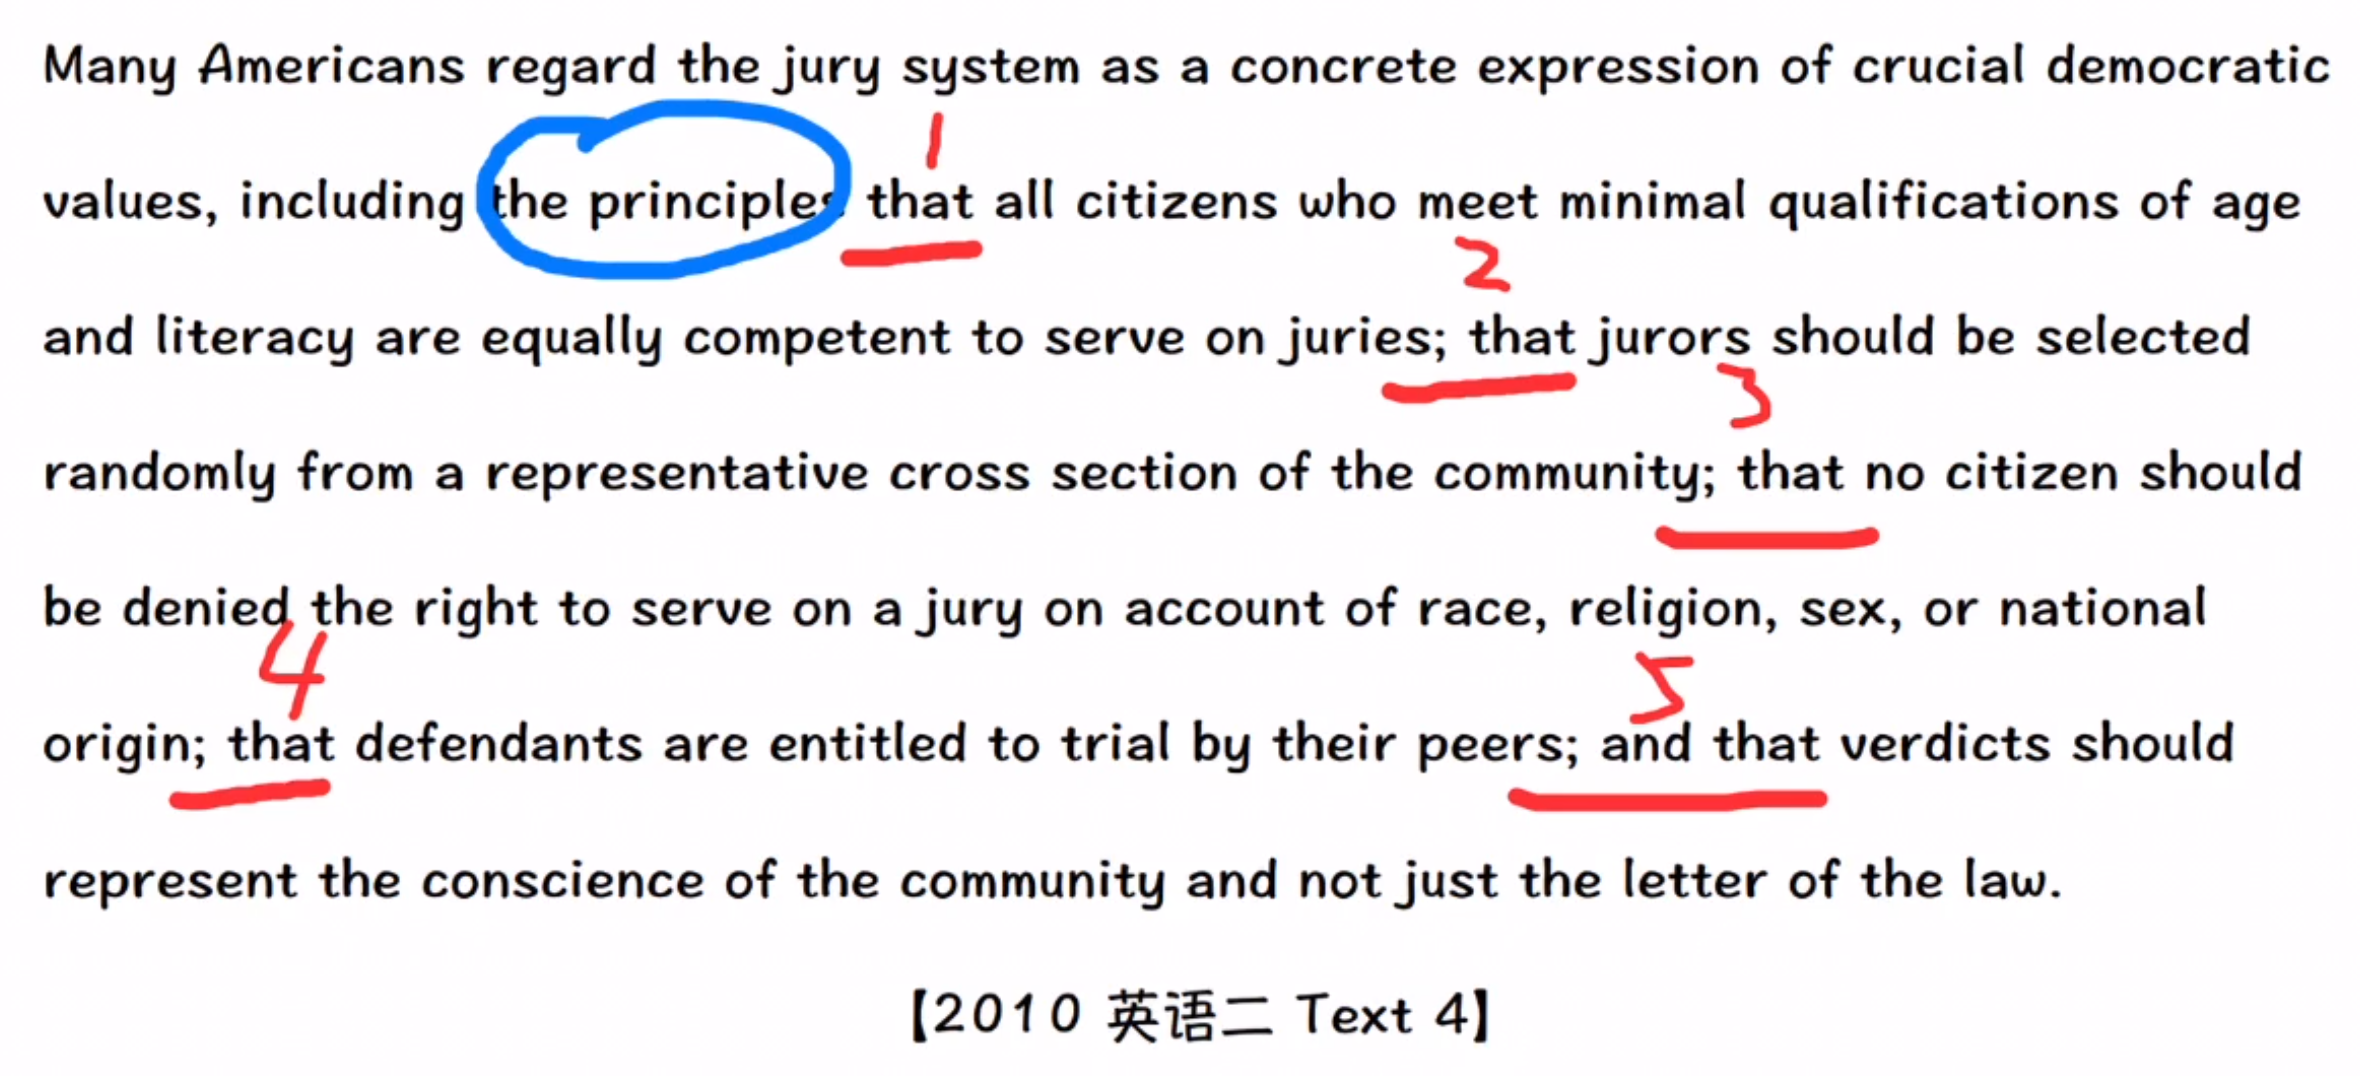 Many Americans regard the jury system as a concrete expression of crucial democratic
1
values, including the principles that all citizens who meet minimal qualifications of age
2
and literacy are equally competent to serve on juries; that jurors should be selected
3
randomly from a representative cross section of the community; that no citizen should
be denied the right to serve on a jury on account of race, religion, sex, or national
4 5
origin; that defendants are entitled to trial by their peers; and that verdicts should
represent the conscience of the community and not just the letter of the law.
【2010 英语二 Text 4】